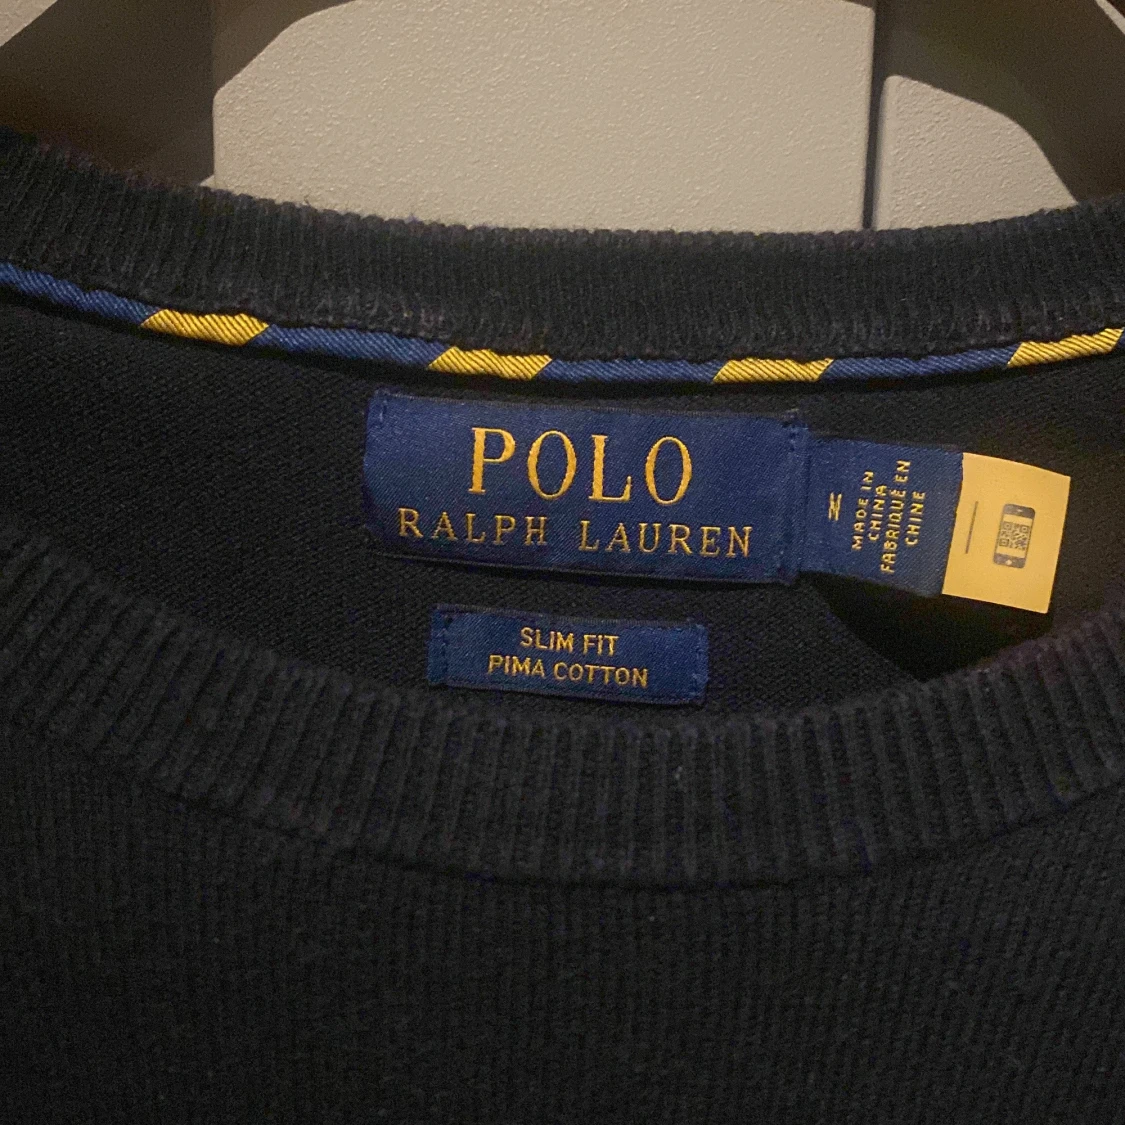 POLO
RALPH LAUREN
M
MADE IN
CHINA
FABRIQUÉ EN
CHINE
SLIM FIT
PIMA COTTON